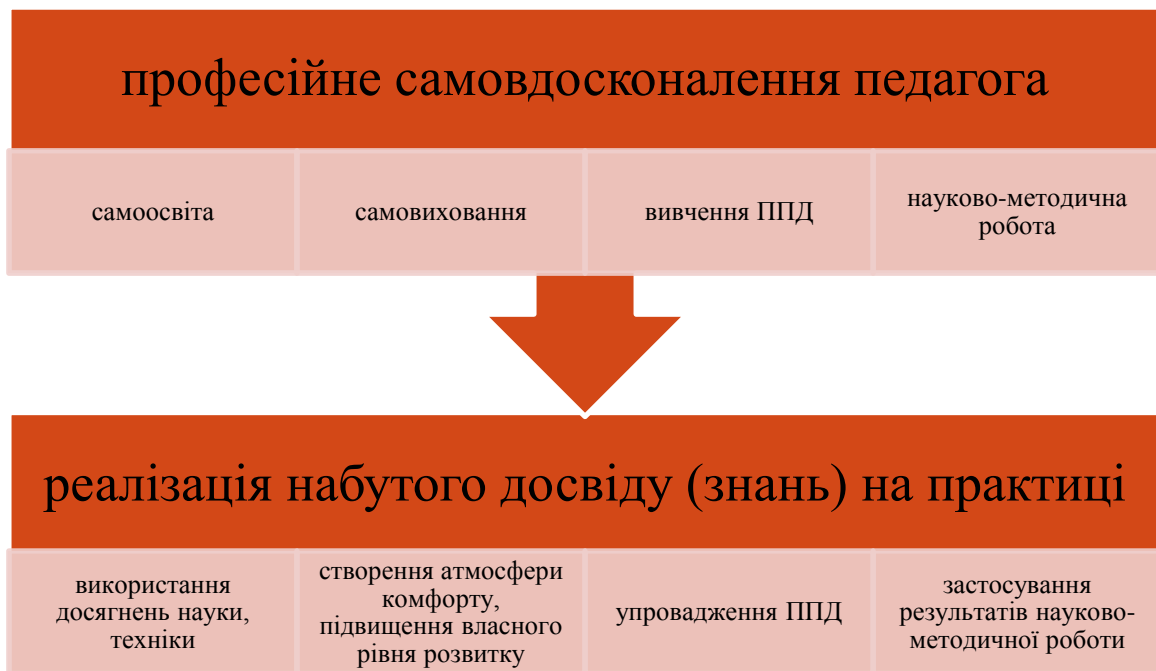 професійне самовдосконалення педагога
самоосвіта
самовиховання
вивчення ППД
науково-методична
робота
реалізація набутого досвіду (знань) на практиці
використання
досягнень науки,
техніки
створення атмосфери
комфорту,
підвищення власного
рівня розвитку
упровадження ППД
застосування
результатів науково-
методичної роботи